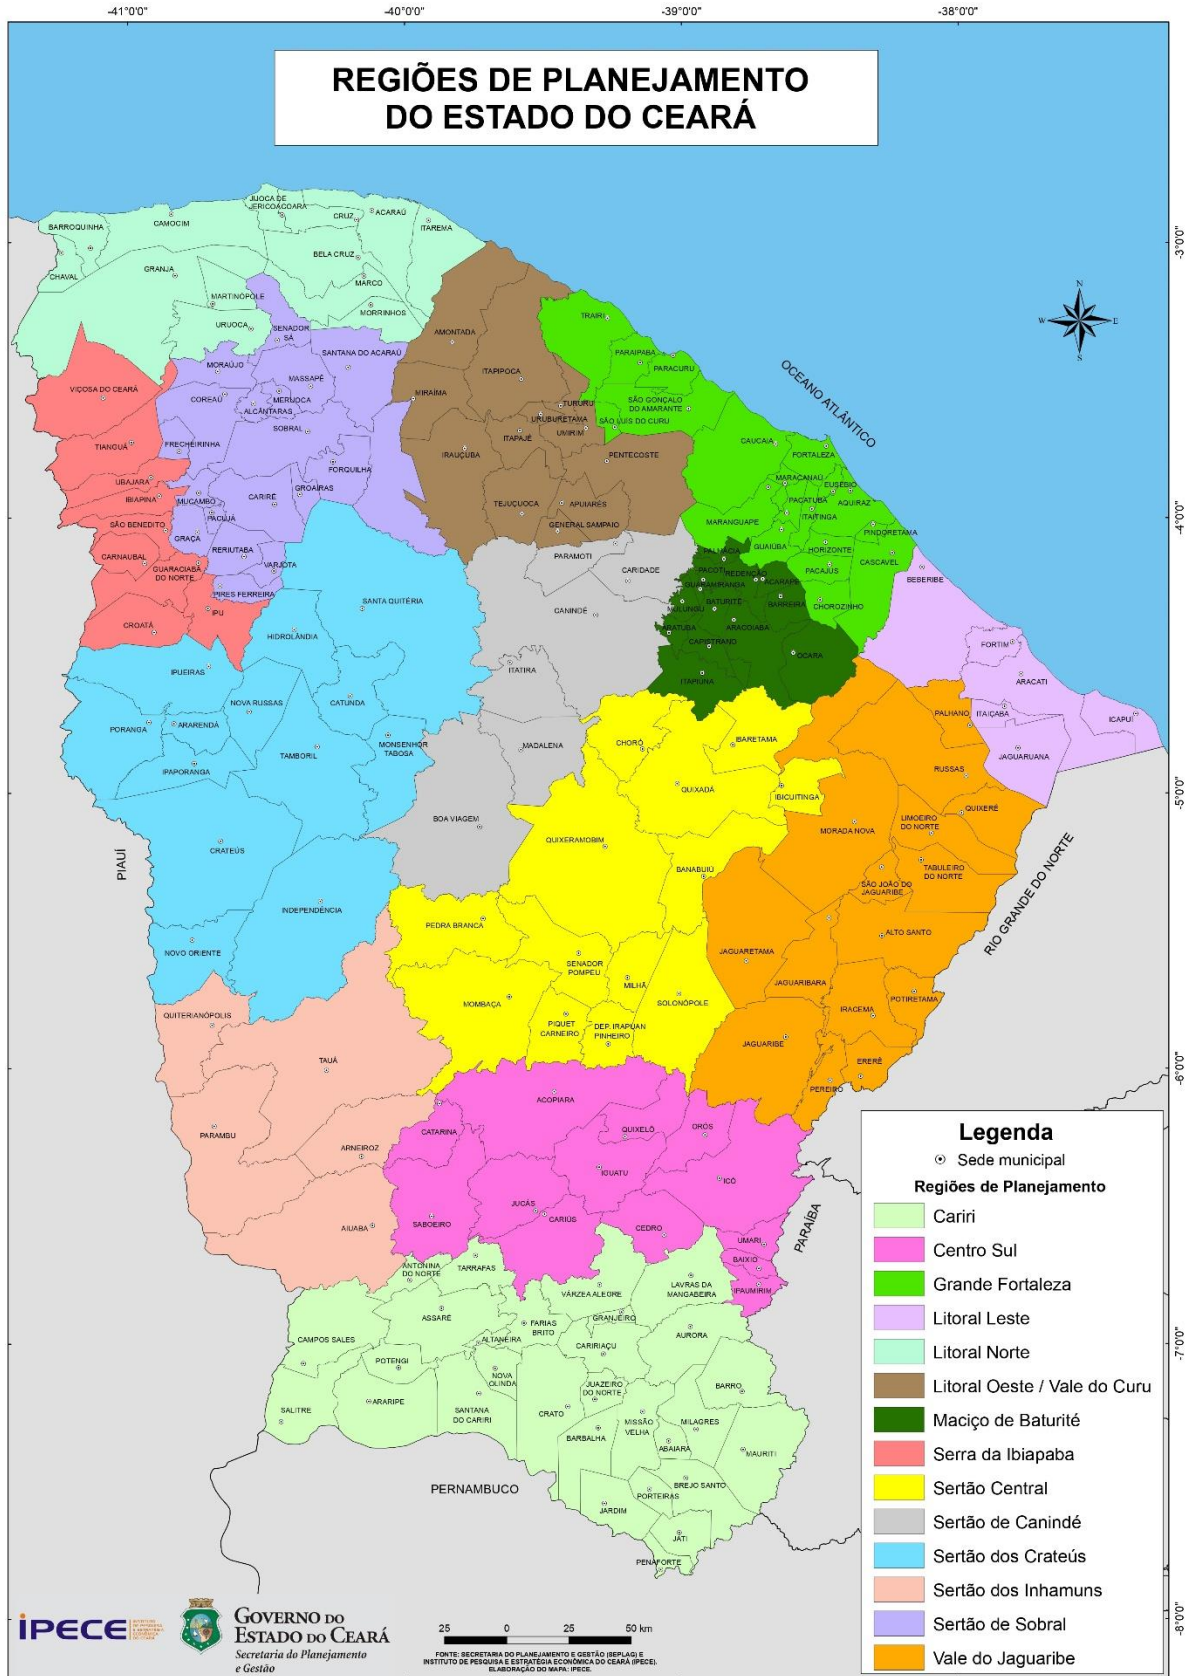 -41°0'0"
-40°0'0"
-39°0'0"
-38°0'0"
REGIÕES DE PLANEJAMENTO
DO ESTADO DO CEARÁ
-3°0'0"
-4°0'0"
-5°0'0"
-6°0'0"
-7°0'0"
-8°0'0"
N
W
E
S
OCEANO ATLÂNTICO
PIAUÍ
RIO GRANDE DO NORTE
PARAÍBA
PERNAMBUCO
BARROQUINHA
CAMOCIM
JIJOCA DE
JERICOACOARA
CRUZ
ACARAÚ
ITAREMA
CHAVAL
GRANJA
BELA CRUZ
MARCO
MARTINÓPOLE
MORRINHOS
URUOCA
SENADOR
SÁ
MORAÚJO
SANTANA DO ACARAÚ
MASSAPÊ
COREAÚ
MERUOCA
ALCÂNTARAS
SOBRAL
FRECHEIRINHA
FORQUILHA
MUCAMBO
CARIRÉ
GROAÍRAS
PACUJÁ
GRAÇA
RERIUTABA
VARJOTA
PIRES FERREIRA
VIÇOSA DO CEARÁ
TIANGUÁ
UBAJARA
IBIAPINA
SÃO BENEDITO
CARNAUBAL
GUARACIABA
DO NORTE
CROATÁ
IPU
AMONTADA
ITAPIPOCA
MIRAÍMA
TURURU
URUBURETAMA
ITAPAJÉ
UMIRIM
IRAUÇUBA
PENTECOSTE
TEJUÇUOCA
APUIARÉS
GENERAL SAMPAIO
TRAIRI
PARAIPABA
PARACURU
SÃO GONÇALO
DO AMARANTE
SÃO LUÍS DO CURU
CAUCAIA
FORTALEZA
MARACANAÚ
EUSÉBIO
PACATUBA
AQUIRAZ
ITAITINGA
MARANGUAPE
PINDORETAMA
GUAIÚBA
HORIZONTE
CASCAVEL
PACAJUS
CHOROZINHO
PALMÁCIA
PACOTI
REDENÇÃO
GUARAMIRANGA
ACARAPE
MULUNGU
BATURITÉ
BARREIRA
ARATUBA
ARACOIABA
CAPISTRANO
OCARA
ITAPIÚNA
BEBERIBE
FORTIM
ARACATI
ITAIÇABA
ICAPUÍ
JAGUARUANA
PARAMOTI
CARIDADE
CANINDÉ
ITATIRA
MADALENA
BOA VIAGEM
SANTA QUITÉRIA
HIDROLÂNDIA
IPUEIRAS
NOVA RUSSAS
CATUNDA
PORANGA
ARARENDÁ
MONSENHOR
TABOSA
TAMBORIL
IPAPORANGA
CRATEÚS
INDEPENDÊNCIA
NOVO ORIENTE
CHORÓ
IBARETAMA
QUIXADÁ
IBICUITINGA
QUIXERAMOBIM
BANABUIÚ
PEDRA BRANCA
SENADOR
POMPEU
MILHÃ
SOLONÓPOLE
MOMBAÇA
PIQUET
CARNEIRO
DEP. IRAPUAN
PINHEIRO
PALHANO
RUSSAS
QUIXERÉ
LIMOEIRO
DO NORTE
MORADA NOVA
TABULEIRO
DO NORTE
SÃO JOÃO DO
JAGUARIBE
ALTO SANTO
JAGUARETAMA
JAGUARIBARA
POTIRETAMA
IRACEMA
JAGUARIBE
ERERÊ
PEREIRO
QUITERIANÓPOLIS
TAUÁ
PARAMBU
ARNEIROZ
AIUABA
ACOPIARA
CATARINA
QUIXELÔ
ORÓS
IGUATU
ICÓ
SABOEIRO
JUCÁS
CARIÚS
CEDRO
UMARI
BAIXIO
IPAUMIRIM
ANTONINA
DO NORTE
TARRAFAS
VÁRZEA ALEGRE
LAVRAS DA
MANGABEIRA
ASSARÉ
GRANJEIRO
FARIAS
BRITO
AURORA
ALTANEIRA
CARIRIAÇU
CAMPOS SALES
POTENGI
NOVA
OLINDA
JUAZEIRO
DO NORTE
BARRO
SALITRE
ARARIPE
SANTANA
DO CARIRI
CRATO
MISSÃO
VELHA
MILAGRES
BARBALHA
ABAIARA
MAURITI
BREJO SANTO
PORTEIRAS
JARDIM
JATI
PENAFORTE
Legenda
Sede municipal
Regiões de Planejamento
Cariri
Centro Sul
Grande Fortaleza
Litoral Leste
Litoral Norte
Litoral Oeste / Vale do Curu
Maciço de Baturité
Serra da Ibiapaba
Sertão Central
Sertão de Canindé
Sertão dos Crateús
Sertão dos Inhamuns
Sertão de Sobral
Vale do Jaguaribe
iPECE
INSTITUTO
DE PESQUISA
E ESTRATÉGIA
ECONÔMICA
DO CEARÁ
GOVERNO DO
ESTADO DO CEARÁ
Secretaria do Planejamento
e Gestão
25
0
25
50 km
FONTE: SECRETARIA DO PLANEJAMENTO E GESTÃO (SEPLAG) E
INSTITUTO DE PESQUISA E ESTRATÉGIA ECONÔMICA DO CEARÁ (IPECE).
ELABORAÇÃO DO MAPA: IPECE.